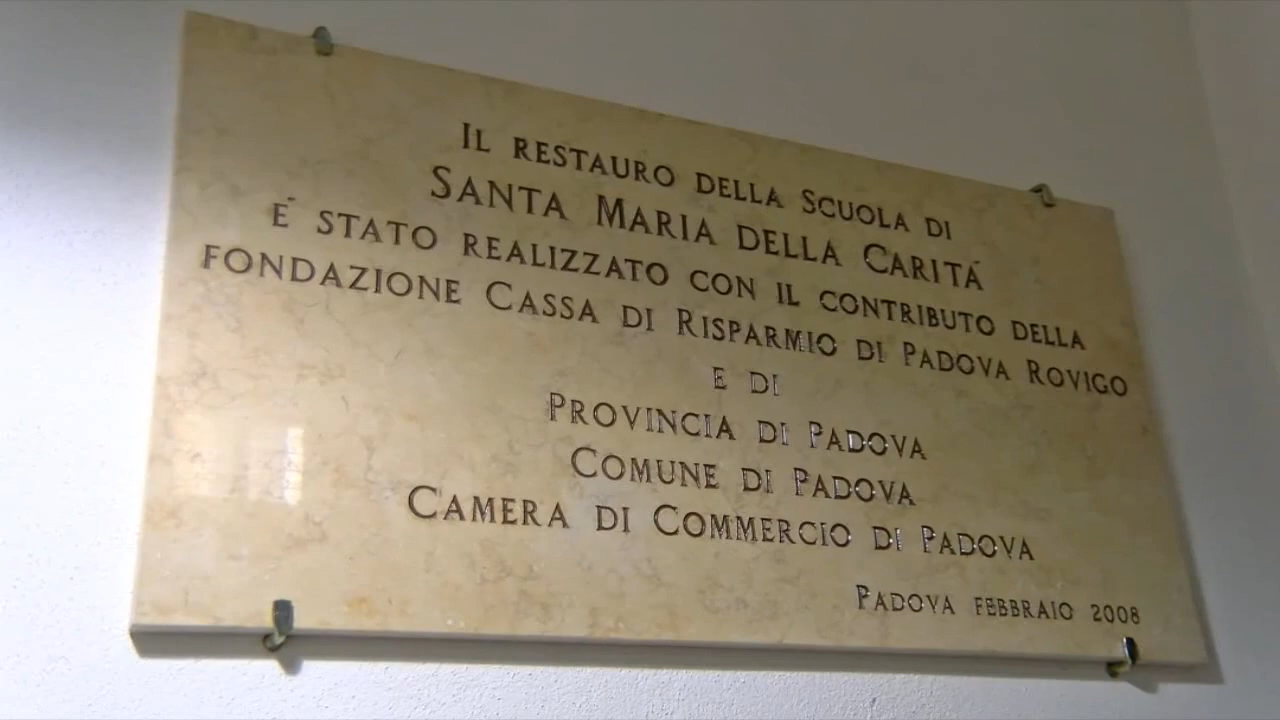 Il restauro della Scuola di
Santa Maria della Carità
È stato realizzato con il contributo della
fondazione Cassa di Risparmio di Padova Rovigo
e di
Provincia di Padova
Comune di Padova
Camera di Commercio di Padova
Padova febbraio 2008